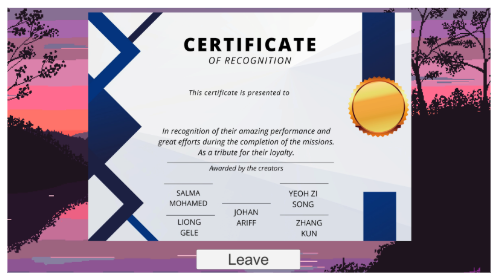 CERTIFICATE
OF RECOGNITION
This certificate is presented to
In recognition of their amazing performance and
great efforts during the completion of the missions.
As a tribute for their loyalty.
Awarded by the creators
SALMA
MOHAMED
YEOH ZI
SONG
JOHAN
ARIFF
LIONG
GELE
ZHANG
KUN
Leave